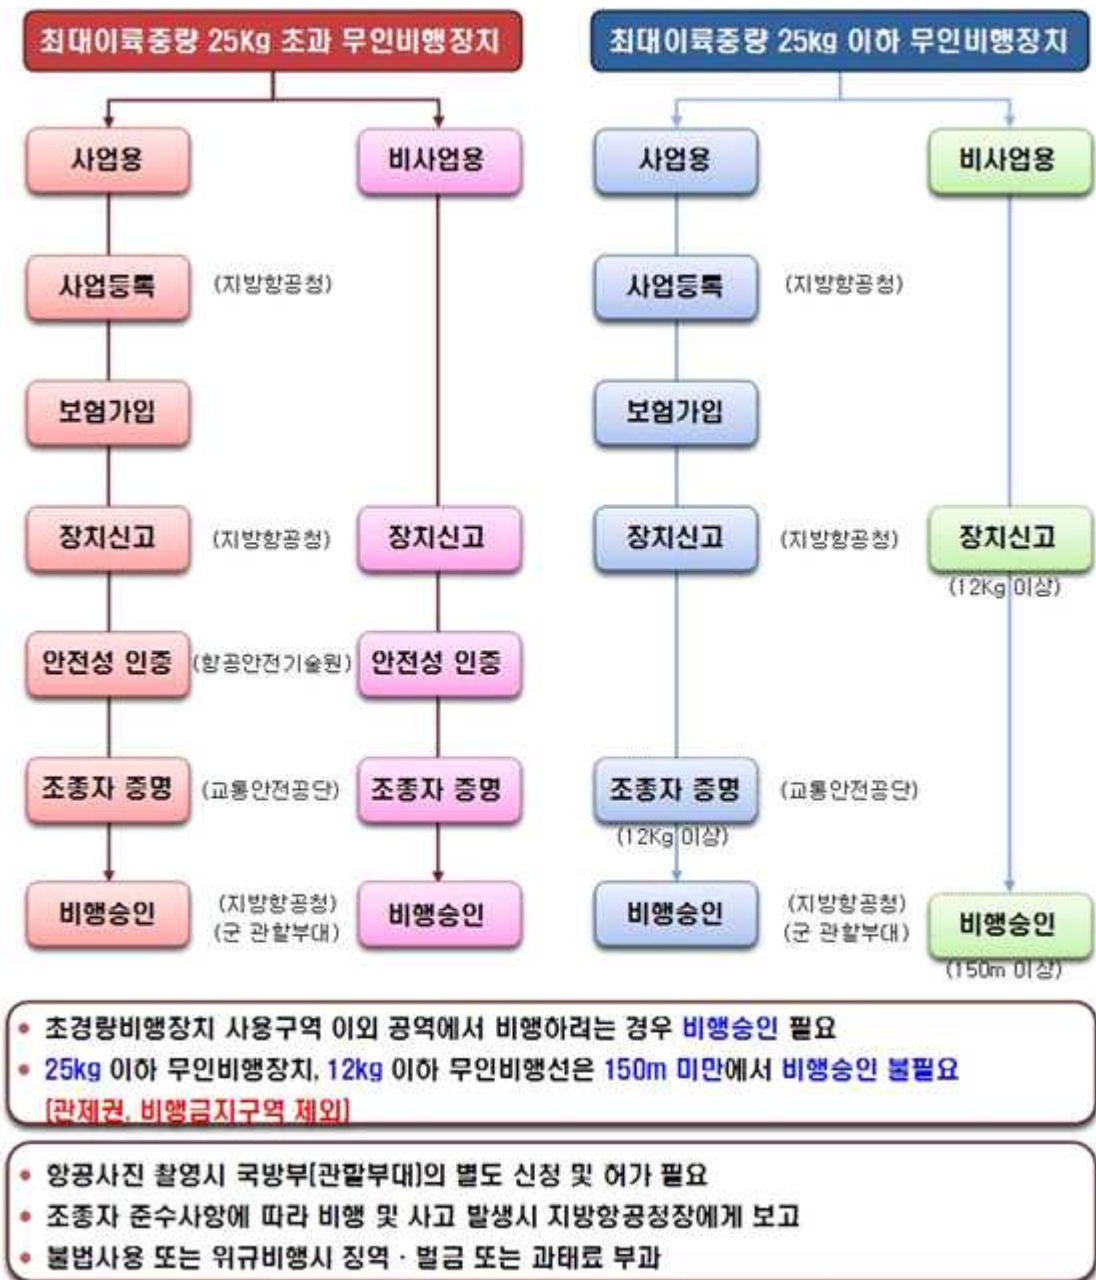 최대이륙중량 25Kg 초과 무인비행장치
최대이륙중량 25kg 이하 무인비행장치
사업용
비사업용
사업용
비사업용
사업등록
(지방항공청)
사업등록
(지방항공청)
보험가입
보험가입
장치신고
(지방항공청)
장치신고
장치신고
(지방항공청)
장치신고
(12Kg 이상)
안전성 인증
(항공안전기술원)
안전성 인증
조종자 증명
(교통안전공단)
조종자 증명
조종자 증명
(12Kg 이상)
(교통안전공단)
비행승인
(지방항공청)
(군 관할부대)
비행승인
비행승인
(지방항공청)
(군 관할부대)
비행승인
(150m 이상)
• 초경량비행장치 사용구역 이외 공역에서 비행하려는 경우 비행승인 필요
• 25kg 이하 무인비행장치, 12kg 이하 무인비행선은 150m 미만에서 비행승인 불필요
[관제권, 비행금지구역 제외]
• 항공사진 촬영시 국방부[관할부대]의 별도 신청 및 허가 필요
• 조종자 준수사항에 따라 비행 및 사고 발생시 지방항공청장에게 보고
• 불법사용 또는 위규비행시 징역 · 벌금 또는 과태료 부과